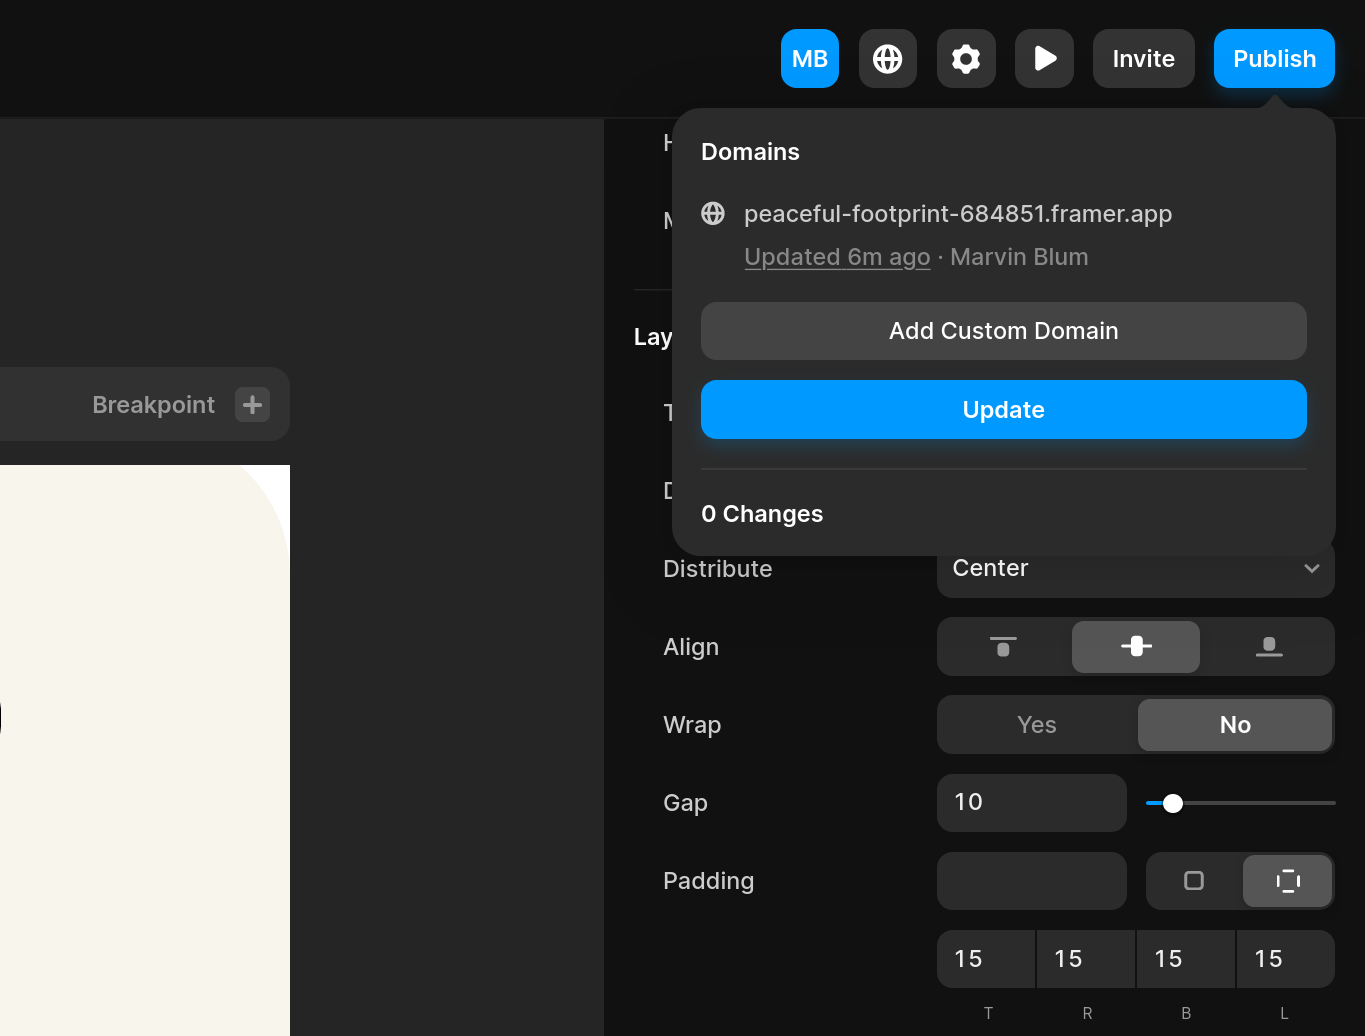 MB
Invite
Publish
Domains
peaceful-footprint-684851.framer.app
Updated 6m ago · Marvin Blum
Add Custom Domain
Update
0 Changes
Lay
Breakpoint
Distribute
Center
Align
Wrap
Yes
No
Gap
10
Padding
15 15 15 15
T R B L